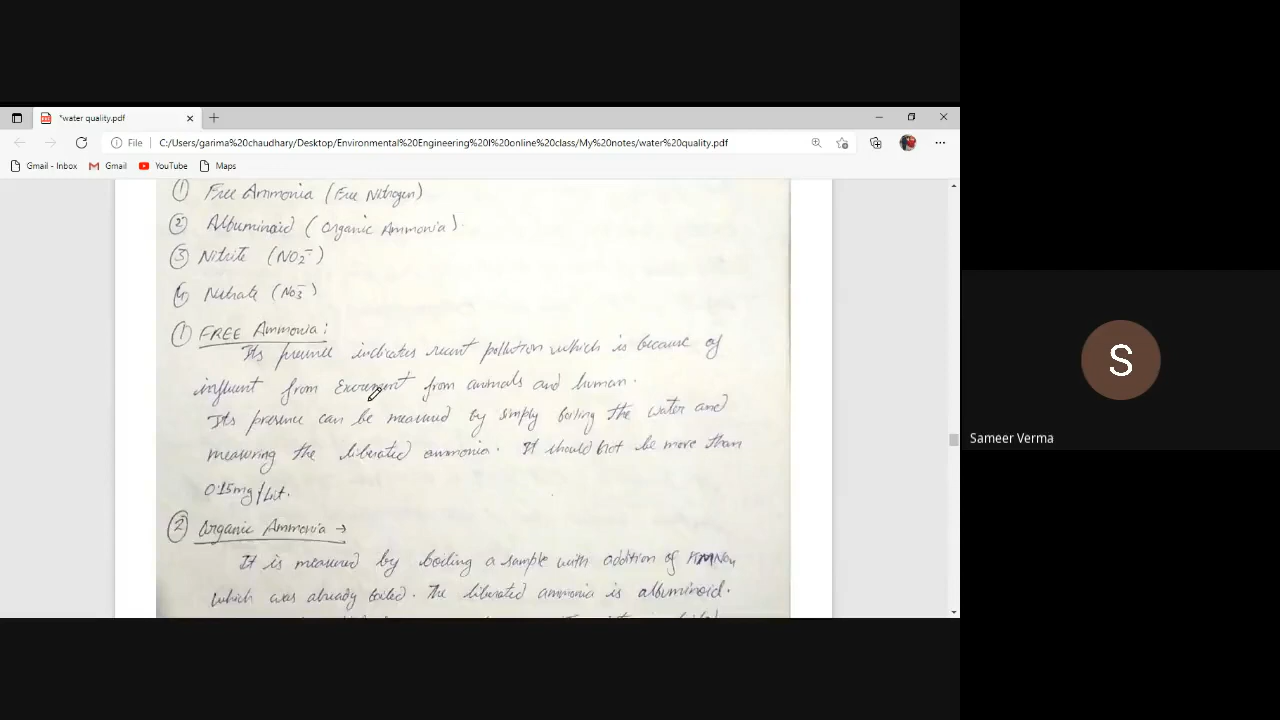 *water quality.pdf
File
C:/Users/garima%20chaudhary/Desktop/Environmental%20Engineering%20I%20online%20class/My%20notes/water%20quality.pdf
Gmail - Inbox
Gmail
YouTube
Maps
① Free Ammonia (Free Nitrogen)
② Albuminoid (Organic Ammonia).
③ Nitrite (NO2⁻)
④ Nitrate (NO3⁻)
① FREE Ammonia:
Its presence indicates recent pollution which is because of
influent from Excrement from animals and human.
Its presence can be measured by simply boiling the water and
measuring the liberated ammonia. It should not be more than
0.15mg/Lit.
② Organic Ammonia →
It is measured by boiling a sample with addition of KMNO4
which was already boiled. The liberated ammonia is albuminoid.
S
Sameer Verma